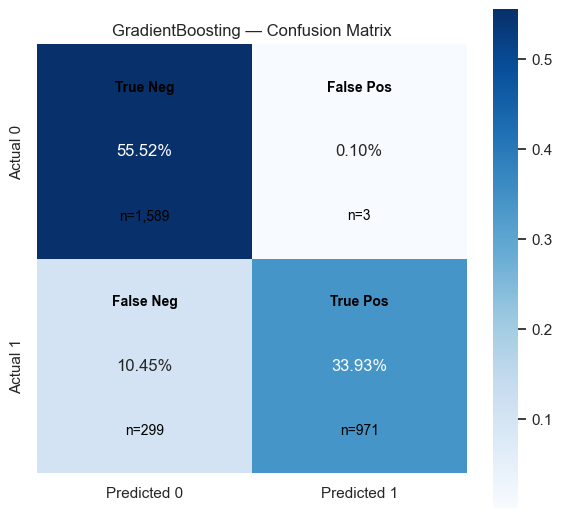 GradientBoosting — Confusion Matrix
Actual 0
True Neg
False Pos
55.52%
0.10%
n=1,589
n=3
Actual 1
False Neg
True Pos
10.45%
33.93%
n=299
n=971
Predicted 0
Predicted 1
0.5
0.4
0.3
0.2
0.1